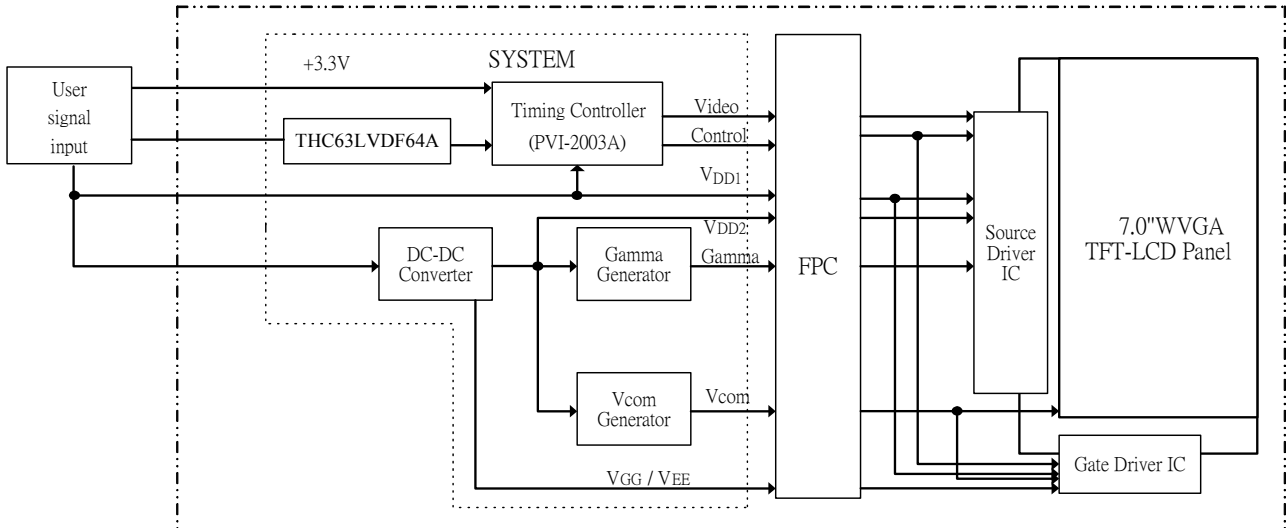 SYSTEM
+3.3V
User
signal
input
THC63LVDF64A
Timing Controller
(PVI-2003A)
Video
Control
VDD1
VDD2
DC-DC
Converter
Gamma
Generator
Gamma
Vcom
Generator
Vcom
VGG / VEE
FPC
Source
Driver
IC
7.0"WVGA
TFT-LCD Panel
Gate Driver IC